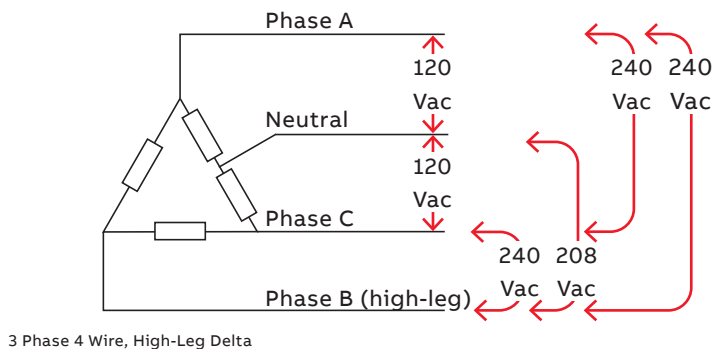 Phase A
120
Vac
240
Vac
240
Vac
Neutral
120
Vac
Phase C
240
Vac
208
Vac
Phase B (high-leg)
3 Phase 4 Wire, High-Leg Delta